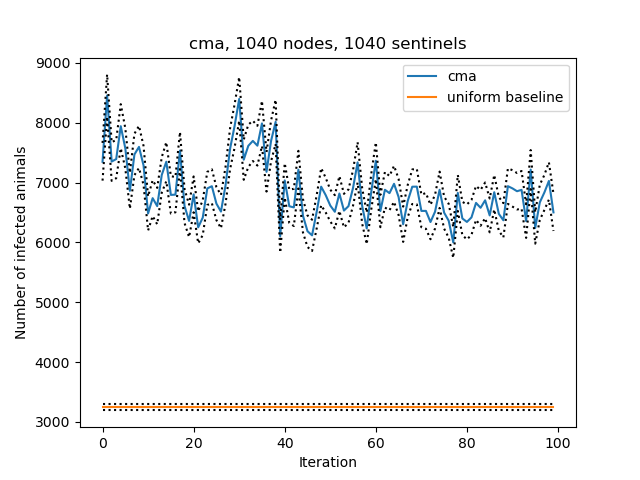 cma, 1040 nodes, 1040 sentinels
cma
uniform baseline
Number of infected animals
9000
8000
7000
6000
5000
4000
3000
0 20 40 60 80 100
Iteration